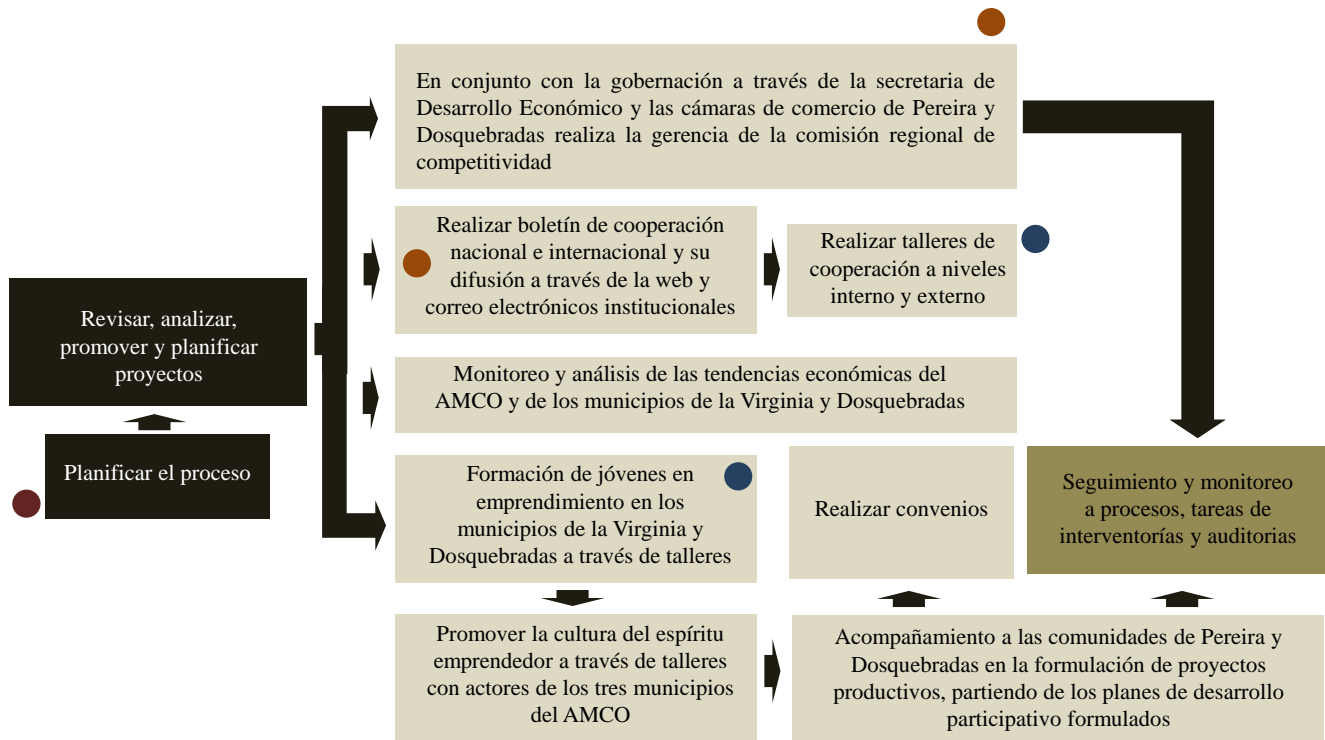 En conjunto con la gobernación a través de la secretaria de
Desarrollo Económico y las cámaras de comercio de Pereira y
Dosquebradas realiza la gerencia de la comisión regional de
competitividad
Realizar boletín de cooperación
nacional e internacional y su
difusión a través de la web y
correo electrónicos institucionales
Realizar talleres de
cooperación a niveles
interno y externo
Revisar, analizar,
promover y planificar
proyectos
Monitoreo y análisis de las tendencias económicas del
AMCO y de los municipios de la Virginia y Dosquebradas
Planificar el proceso
Formación de jóvenes en
emprendimiento en los
municipios de la Virginia y
Dosquebradas a través de talleres
Realizar convenios
Seguimiento y monitoreo
a procesos, tareas de
interventorías y auditorias
Promover la cultura del espíritu
emprendedor a través de talleres
con actores de los tres municipios
del AMCO
Acompañamiento a las comunidades de Pereira y
Dosquebradas en la formulación de proyectos
productivos, partiendo de los planes de desarrollo
participativo formulados